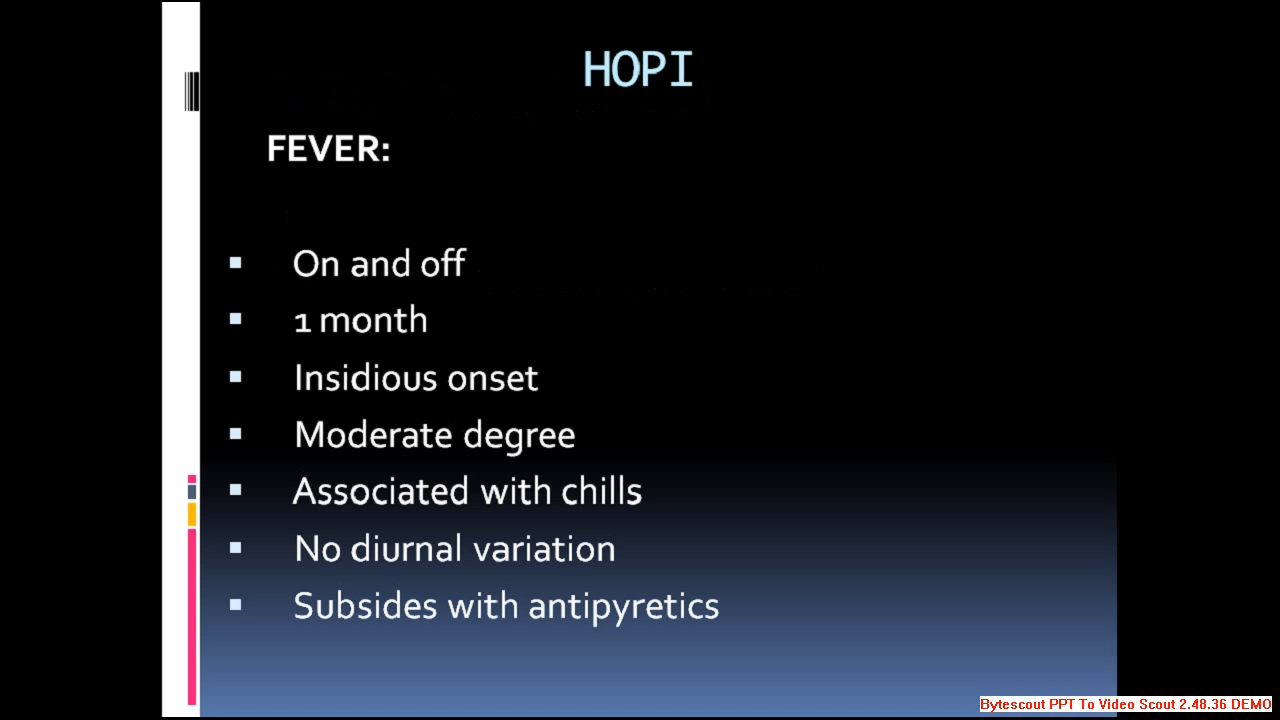 HOPI
FEVER:
On and off
1 month
Insidious onset
Moderate degree
Associated with chills
No diurnal variation
Subsides with antipyretics
Bytescout PPT To Video Scout 2.48.36 DEMO